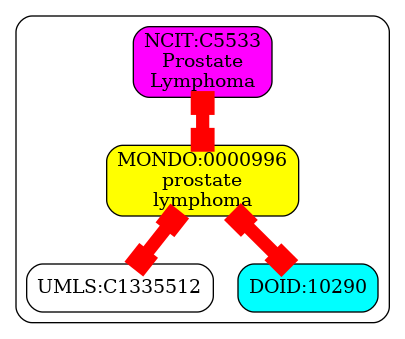 NCIT:C5533
Prostate
Lymphoma
MONDO:0000996
prostate
lymphoma
UMLS:C1335512
DOID:10290